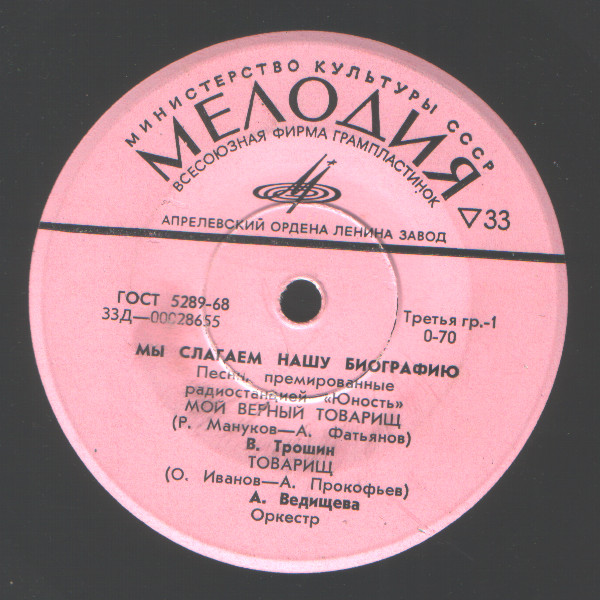 МИНИСТЕРСТВО КУЛЬТУРЫ СССР
МЕЛОДИЯ
ВСЕСОЮЗНАЯ ФИРМА ГРАМПЛАСТИНОК
▽33
АПРЕЛЕВСКИЙ ОРДЕНА ЛЕНИНА ЗАВОД
ГОСТ 5289-68
33Д—00028655
Третья гр.-1
0-70
МЫ СЛАГАЕМ НАШУ БИОГРАФИЮ
Песни, премированные
радиостанцией «Юность»
МОЙ ВЕРНЫЙ ТОВАРИЩ
(Р. Мануков—А. Фатьянов)
В. Трошин
ТОВАРИЩ
(О. Иванов—А. Прокофьев)
А. Ведищева
Оркестр